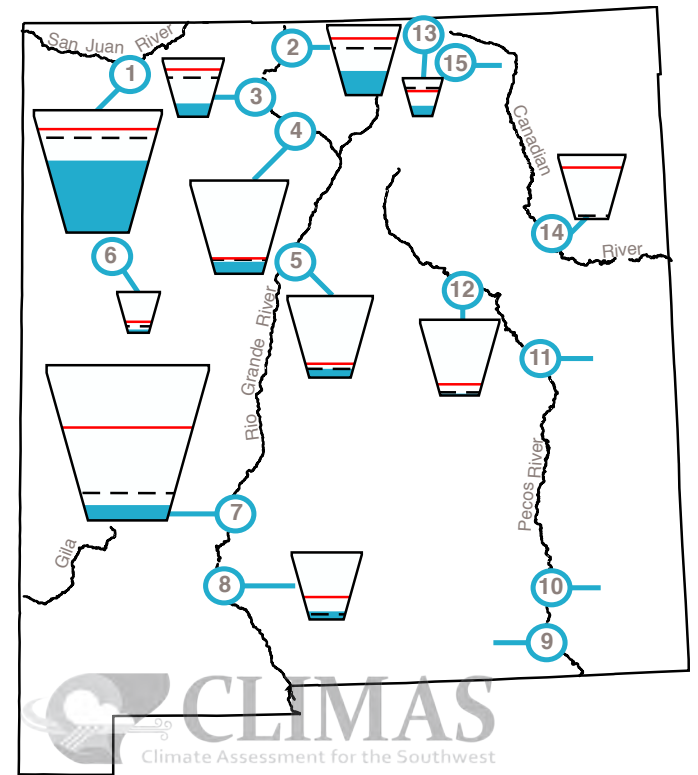 San Juan River
1
2
13
15
3
4
Canadian
14
River
6
5
12
Rio Grande River
11
Pecos River
7
Gila
8
10
9
CLIMAS
Climate Assessment for the Southwest